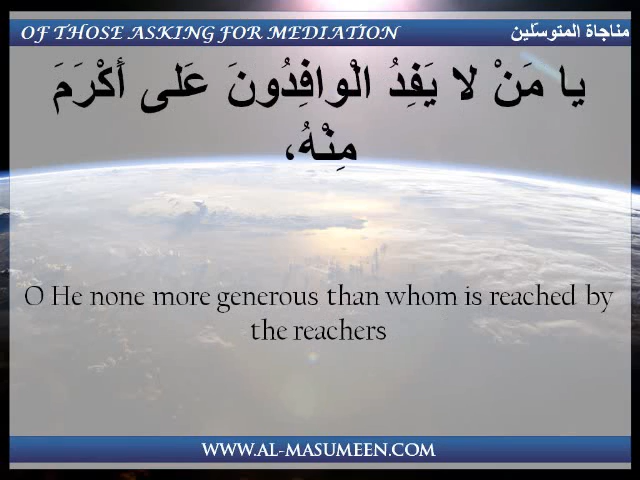 OF THOSE ASKING FOR MEDIATION مناجاة المتوسّلين
يا مَنْ لا يَفِدُ الْوافِدُونَ عَلى أَكْرَمَ
مِنْهُ،
O He none more generous than whom is reached by
the reachers
WWW.AL-MASUMEEN.COM